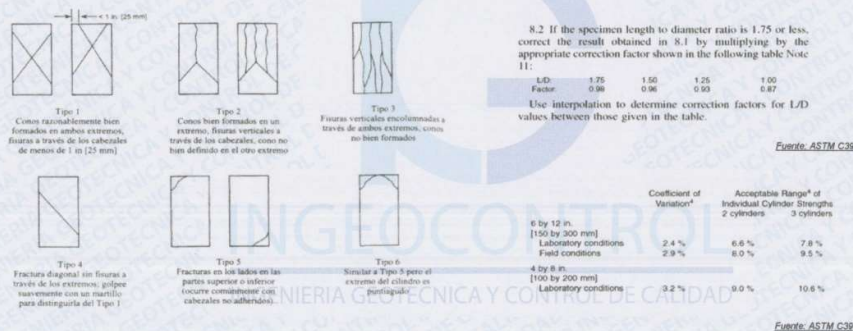 < 1 in. [25 mm]
Tipo 1
Conos razonablemente bien
formados en ambos extremos,
fisuras a través de los cabezales
de menos de 1 in [25 mm]
Tipo 2
Conos bien formados en un
extremo, fisuras verticales a
través de los cabezales, cono no
bien definido en el otro extremo
Tipo 3
Fisuras verticales encolumnadas a
través de ambos extremos, conos
no bien formados
Tipo 4
Fractura diagonal sin fisuras a
través de los extremos; golpee
suavemente con un martillo
para distinguirla del Tipo 1
Tipo 5
Fracturas en los lados en las
partes superior o inferior
(ocurre comúnmente con
cabezales no adheridos)
Tipo 6
Similar a Tipo 5 pero el
extremo del cilindro es
puntiagudo
8.2 If the specimen length to diameter ratio is 1.75 or less,
correct the result obtained in 8.1 by multiplying by the
appropriate correction factor shown in the following table Note
11:
L/D: 1.75 1.50 1.25 1.00
Factor: 0.98 0.96 0.93 0.87
Use interpolation to determine correction factors for L/D
values between those given in the table.
Fuente: ASTM C39
Coefficient of Variation⁴
Acceptable Range⁴ of
Individual Cylinder Strengths
2 cylinders 3 cylinders
6 by 12 in.
[150 by 300 mm]
Laboratory conditions 2.4 % 6.6 % 7.8 %
Field conditions 2.9 % 8.0 % 9.5 %
4 by 8 in.
[100 by 200 mm]
Laboratory conditions 3.2 % 9.0 % 10.6 %
Fuente: ASTM C39
INGEOCONTROL
INGENIERIA GEOTECNICA Y CONTROL DE CALIDAD